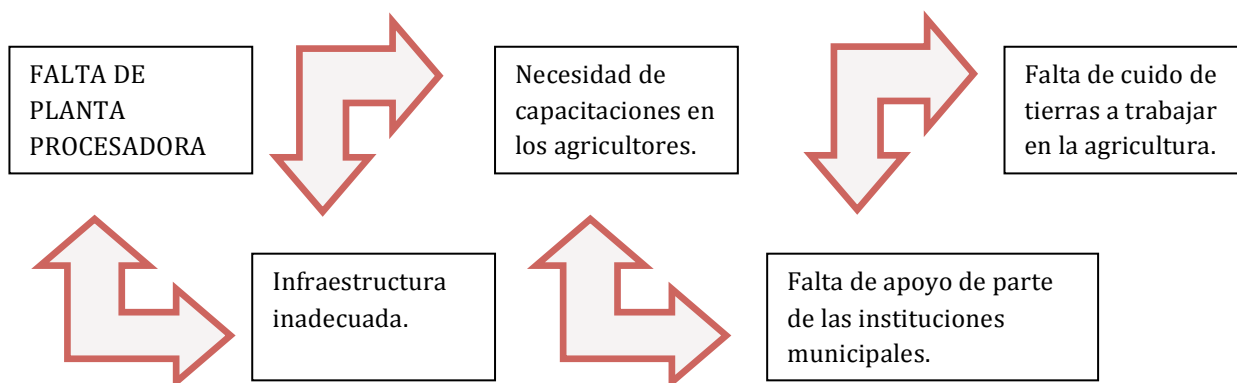 FALTA DE
PLANTA
PROCESADORA
Necesidad de
capacitaciones en
los agricultores.
Falta de cuido de
tierras a trabajar
en la agricultura.
Infraestructura
inadecuada.
Falta de apoyo de parte
de las instituciones
municipales.